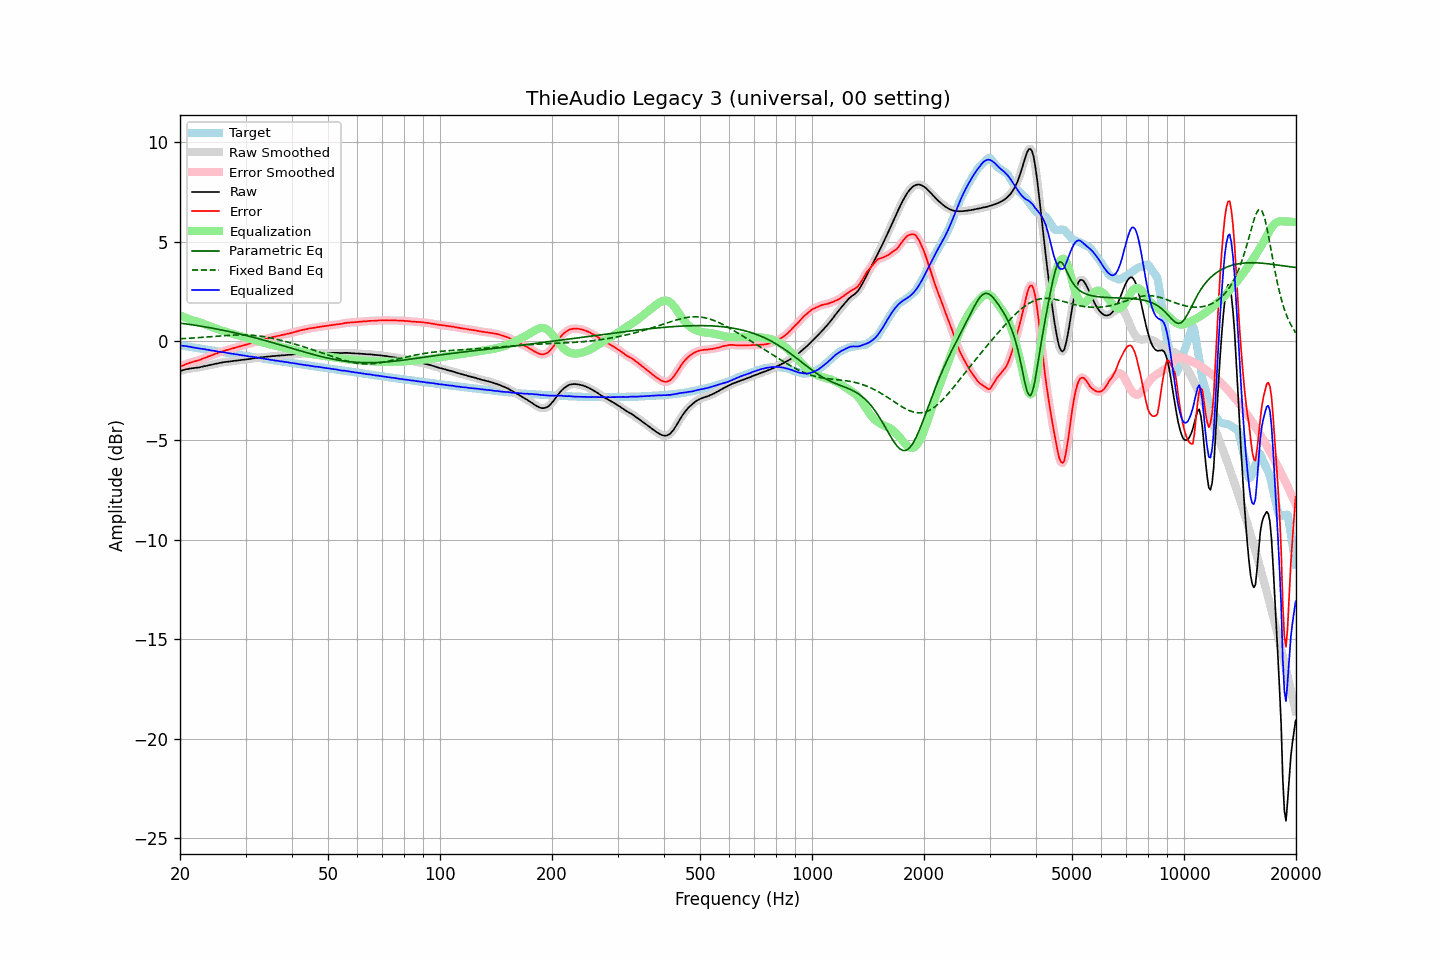 ThieAudio Legacy 3 (universal, 00 setting)
Target
Raw Smoothed
Error Smoothed
Raw
Error
Equalization
Parametric Eq
Fixed Band Eq
Equalized
10
5
0
−5
−10
−15
−20
−25
Amplitude (dBr)
20 50 100 200 500 1000 2000 5000 10000 20000
Frequency (Hz)